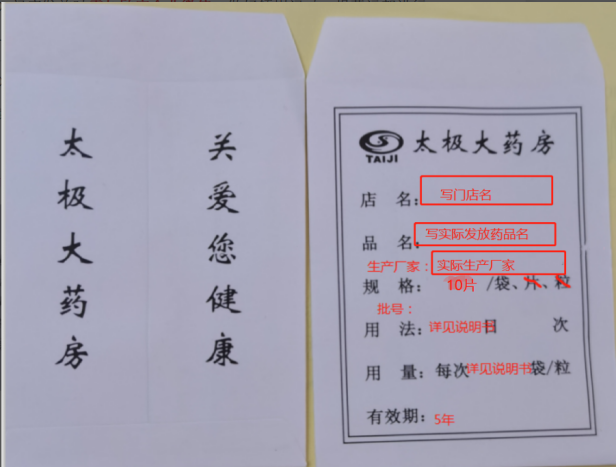 太极大药房
关爱您健康
TAIJI 太极大药房
店 名：写门店名
品 名：写实际发放药品名
生产厂家：实际生产厂家
规 格：10片/袋、片、粒
批号：
用 法：详见说明书日 次
用 量：每次详见说明书袋/粒
有效期：5年